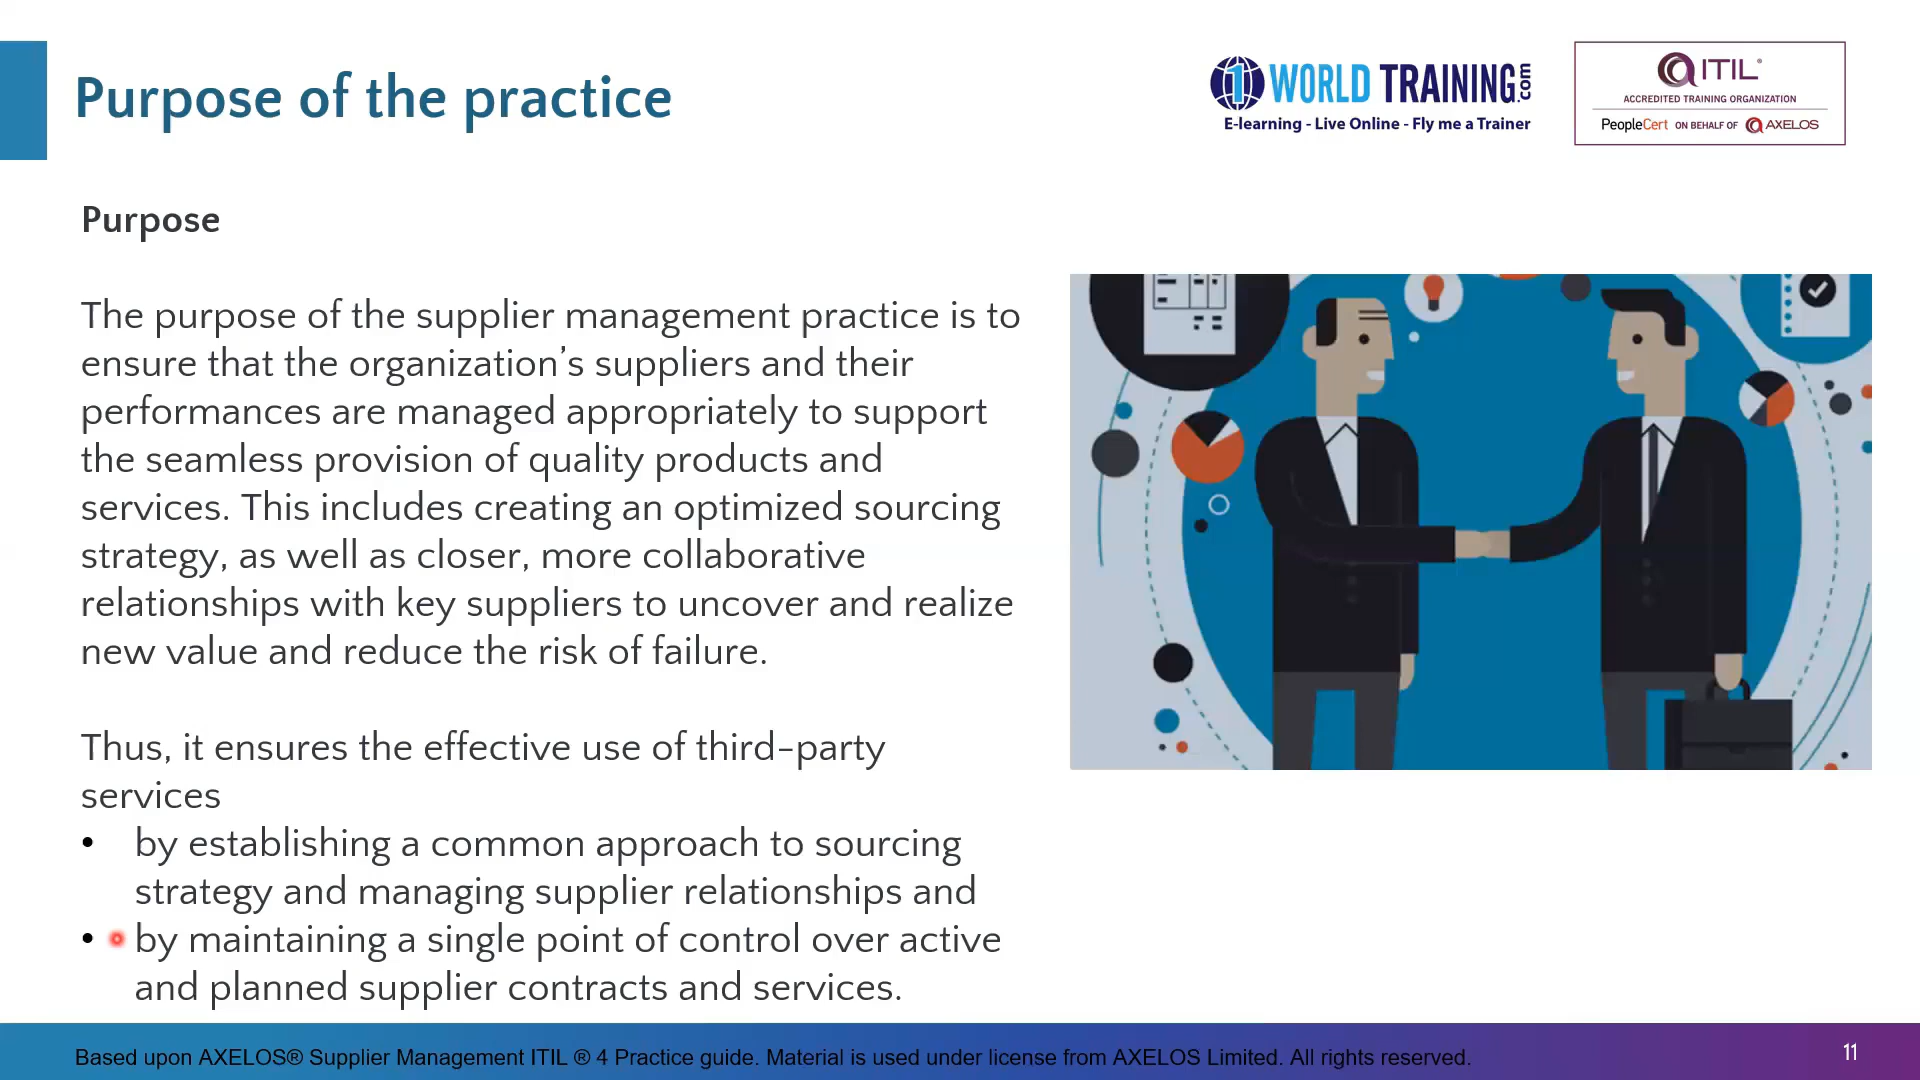 Purpose of the practice
1 WORLD TRAINING .com
E-learning - Live Online - Fly me a Trainer
ITIL®
ACCREDITED TRAINING ORGANIZATION
PeopleCert ON BEHALF OF AXELOS
Purpose
The purpose of the supplier management practice is to
ensure that the organization’s suppliers and their
performances are managed appropriately to support
the seamless provision of quality products and
services. This includes creating an optimized sourcing
strategy, as well as closer, more collaborative
relationships with key suppliers to uncover and realize
new value and reduce the risk of failure.
Thus, it ensures the effective use of third-party
services
• by establishing a common approach to sourcing
strategy and managing supplier relationships and
• by maintaining a single point of control over active
and planned supplier contracts and services.
Based upon AXELOS® Supplier Management ITIL ® 4 Practice guide. Material is used under license from AXELOS Limited. All rights reserved.
11